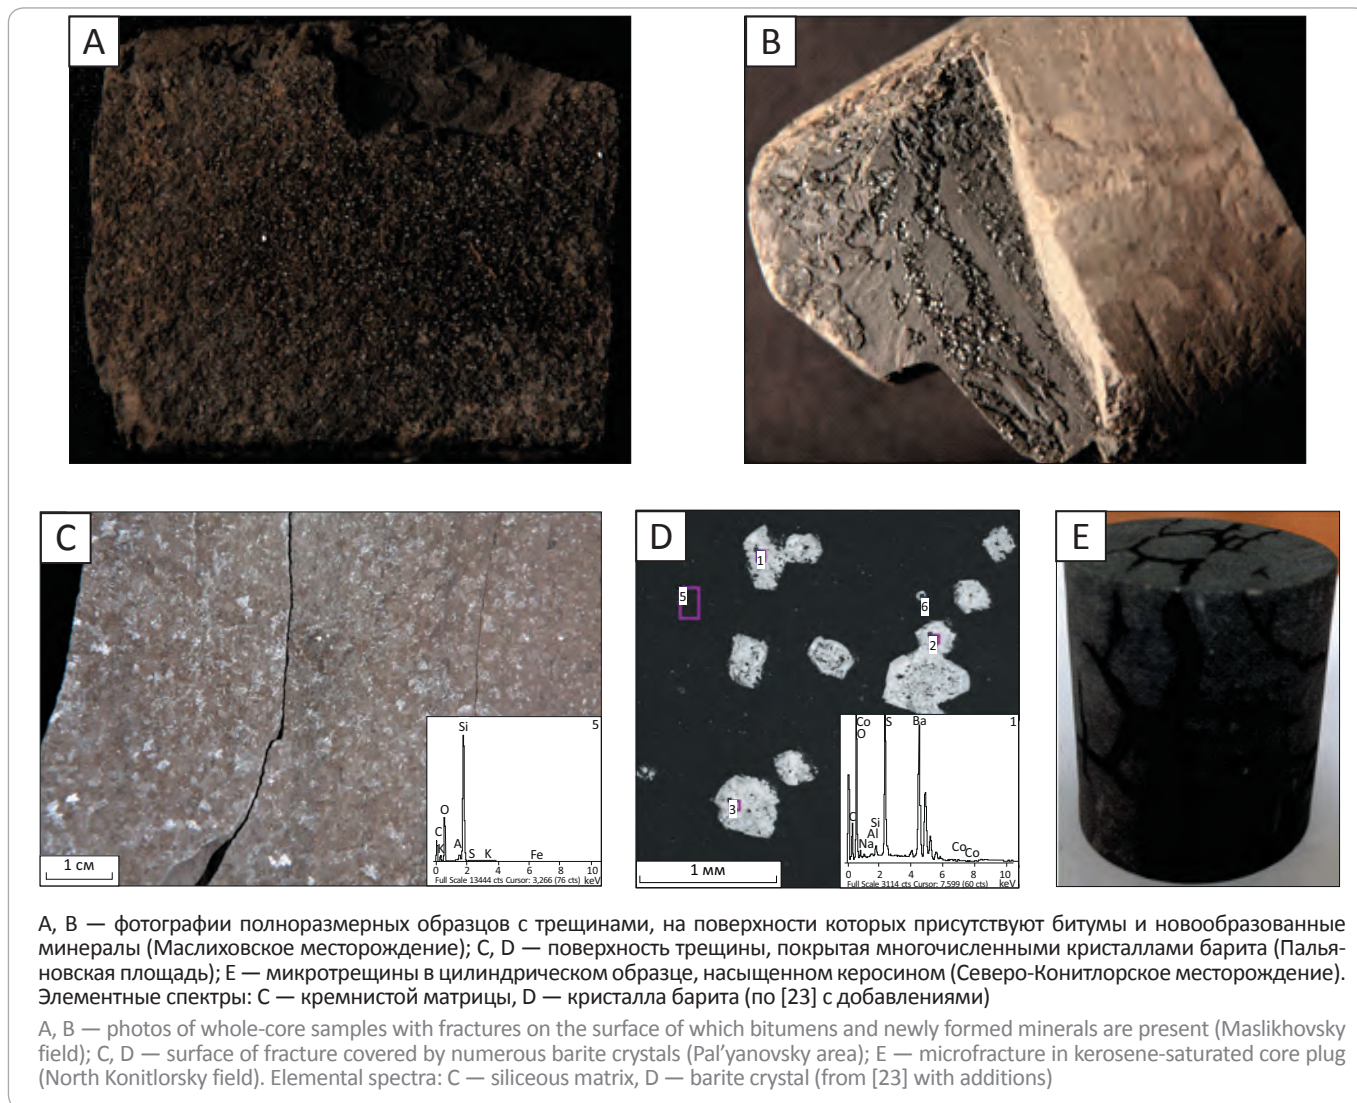 A
B
C
D
E
1
5
6
2
3
5
Si
O
C
K
A
S
K
Fe
0
2
4
6
8
10
keV
Full Scale 13444 cts Cursor: 3,266 (76 cts)
1 см
1
Co
O
S
Ba
C
Na
Al
Si
Co
Co
0
2
4
6
8
10
keV
Full Scale 3114 cts Cursor: 7,599 (60 cts)
1 мм
A, B — фотографии полноразмерных образцов с трещинами, на поверхности которых присутствуют битумы и новообразованные
минералы (Маслиховское месторождение); C, D — поверхность трещины, покрытая многочисленными кристаллами барита (Палья-
новская площадь); E — микротрещины в цилиндрическом образце, насыщенном керосином (Северо-Конитлорское месторождение).
Элементные спектры: C — кремнистой матрицы, D — кристалла барита (по [23] с добавлениями)
A, B — photos of whole-core samples with fractures on the surface of which bitumens and newly formed minerals are present (Maslikhovsky
field); C, D — surface of fracture covered by numerous barite crystals (Pal’yanovsky area); E — microfracture in kerosene-saturated core plug
(North Konitlorsky field). Elemental spectra: C — siliceous matrix, D — barite crystal (from [23] with additions)